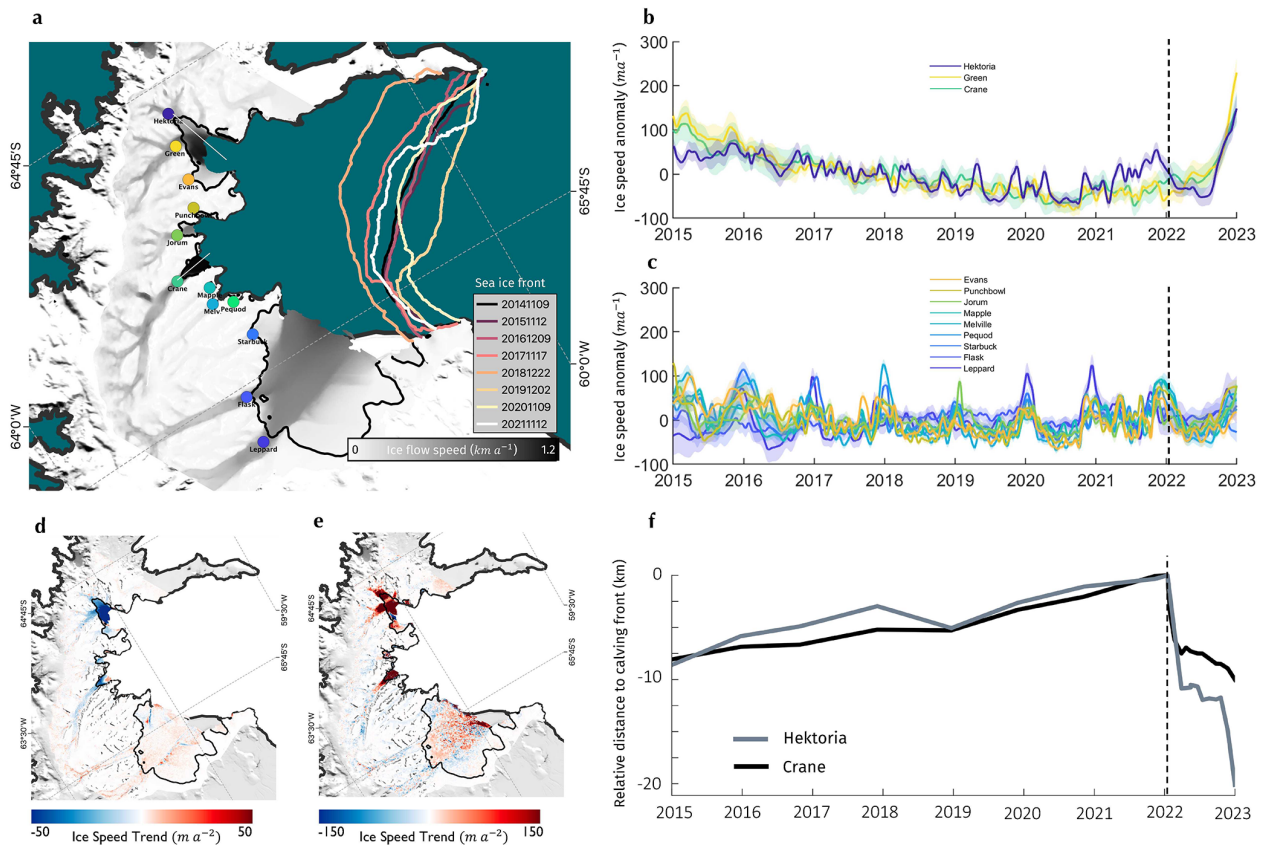 a
64°45'S
65°45'S
60°0'W
64°0'W
Hektoria
Green
Evans
Punchbowl
Jorum
Crane
Mapple
Melv.
Pequod
Starbuck
Flask
Leppard
Sea ice front
20141109
20151112
20161209
20171117
20181222
20191202
20201109
20211112
0 Ice flow speed (km a⁻¹) 1.2
b
Ice speed anomaly (ma⁻¹)
300
200
100
0
-100
Hektoria
Green
Crane
2015 2016 2017 2018 2019 2020 2021 2022 2023
c
Ice speed anomaly (ma⁻¹)
300
200
100
0
-100
Evans
Punchbowl
Jorum
Mapple
Melville
Pequod
Starbuck
Flask
Leppard
2015 2016 2017 2018 2019 2020 2021 2022 2023
d
64°45'S
59°30'W
65°45'S
63°30'W
-50 50
Ice Speed Trend (m a⁻²)
e
64°45'S
59°30'W
65°45'S
63°30'W
-150 150
Ice Speed Trend (m a⁻²)
f
Relative distance to calving front (km)
0
-10
-20
Hektoria
Crane
2015 2016 2017 2018 2019 2020 2021 2022 2023